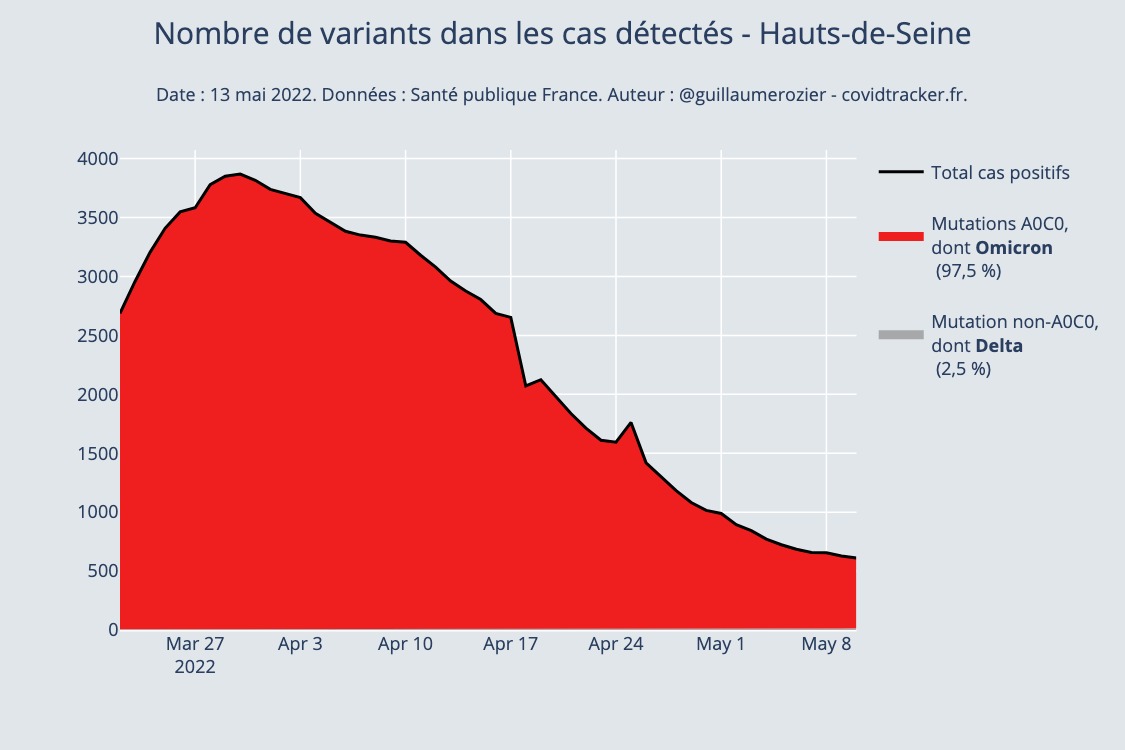 Nombre de variants dans les cas détectés - Hauts-de-Seine
Date : 13 mai 2022. Données : Santé publique France. Auteur : @guillaumerozier - covidtracker.fr.
4000
3500
3000
2500
2000
1500
1000
500
0
Mar 27
2022
Apr 3
Apr 10
Apr 17
Apr 24
May 1
May 8
Total cas positifs
Mutations A0C0,
dont Omicron
(97,5 %)
Mutation non-A0C0,
dont Delta
(2,5 %)